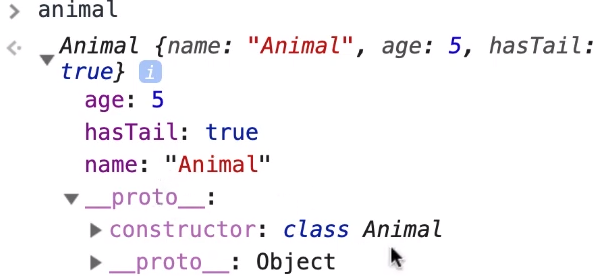 > animal
Animal {name: "Animal", age: 5, hasTail:
true} i
age: 5
hasTail: true
name: "Animal"
__proto__:
constructor: class Animal
__proto__: Object